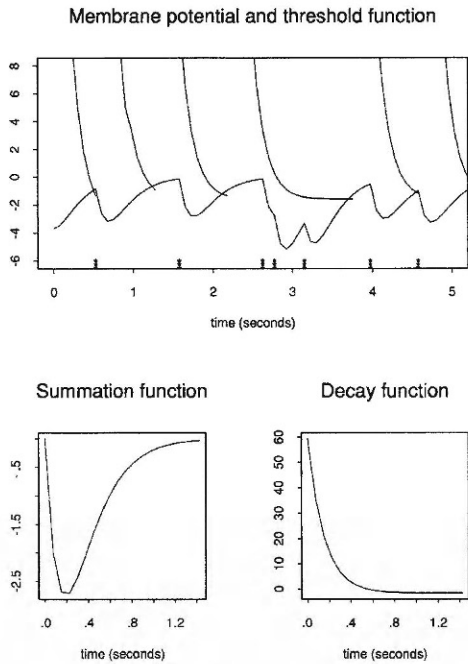 Membrane potential and threshold function
8
6
4
2
0
-2
-4
-6
0 1 2 3 4 5
time (seconds)
Summation function
-.5
-1.5
-2.5
.0 .4 .8 1.2
time (seconds)
Decay function
60
50
40
30
20
10
0
.0 .4 .8 1.2
time (seconds)